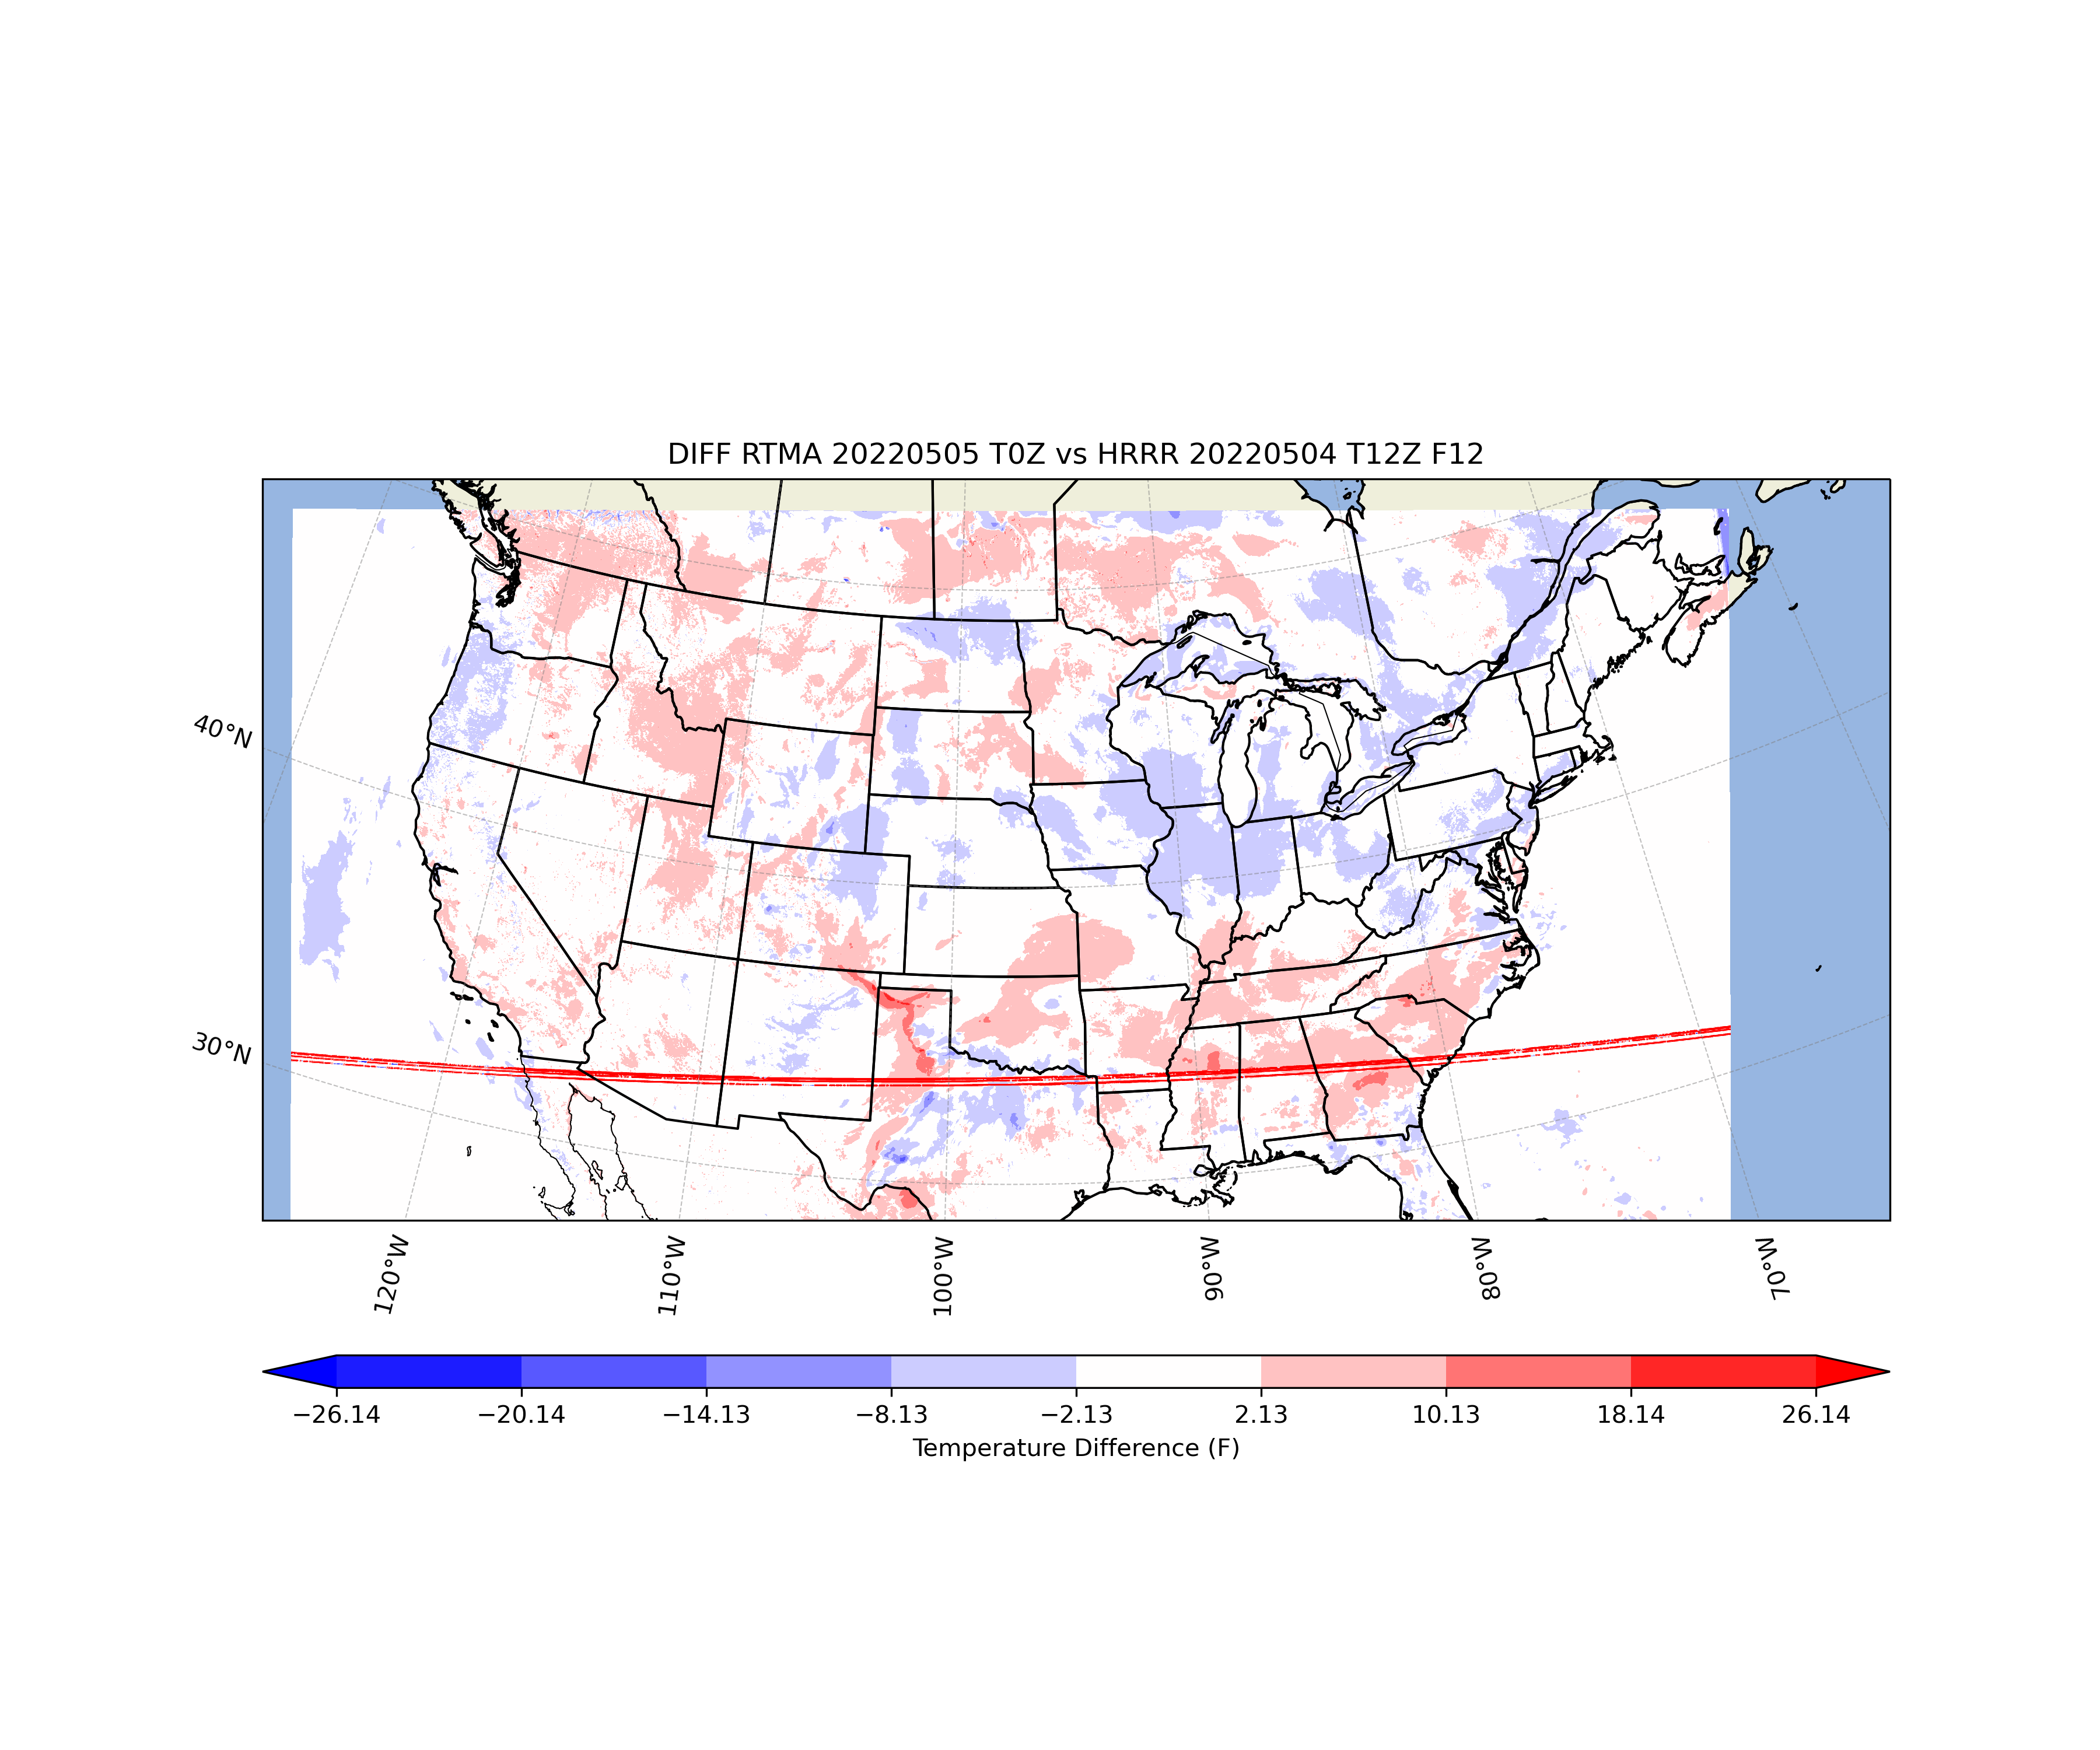 DIFF RTMA 20220505 T0Z vs HRRR 20220504 T12Z F12
40°N
30°N
120°W
110°W
100°W
90°W
80°W
70°W
−26.14
−20.14
−14.13
−8.13
−2.13
2.13
10.13
18.14
26.14
Temperature Difference (F)